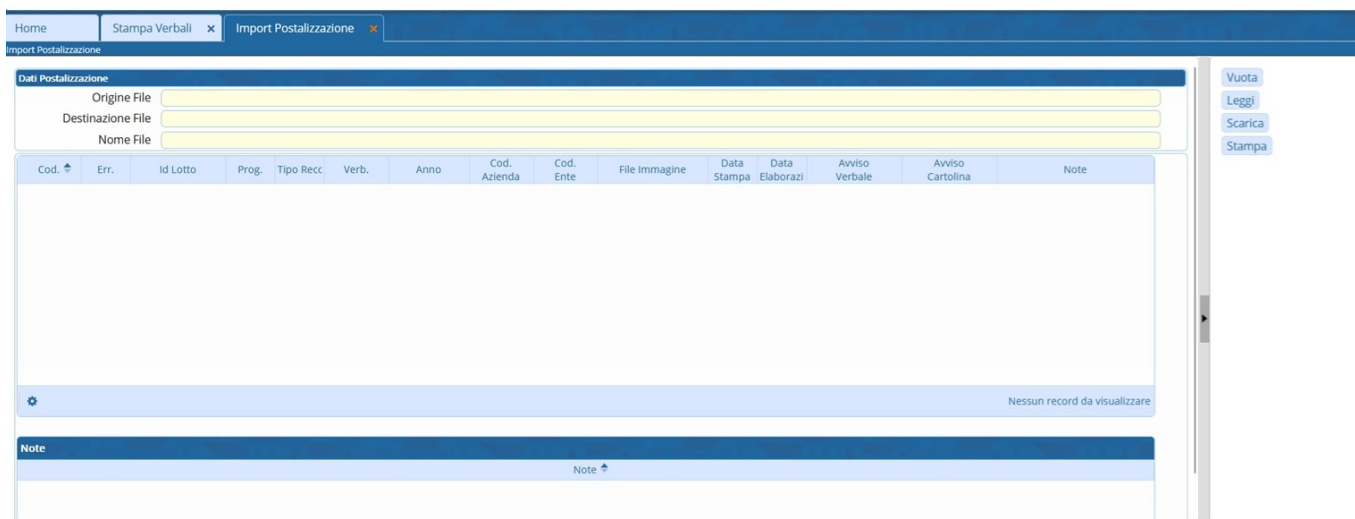 Home Stampa Verbali x Import Postalizzazione x
Import Postalizzazione
Dati Postalizzazione
Origine File
Destinazione File
Nome File
Vuota
Leggi
Scarica
Stampa
Cod. Err. Id Lotto Prog. Tipo Recc Verb. Anno Cod. Azienda Cod. Ente File Immagine Data Stampa Data Elaborazi Avviso Verbale Avviso Cartolina Note
Nessun record da visualizzare
Note
Note